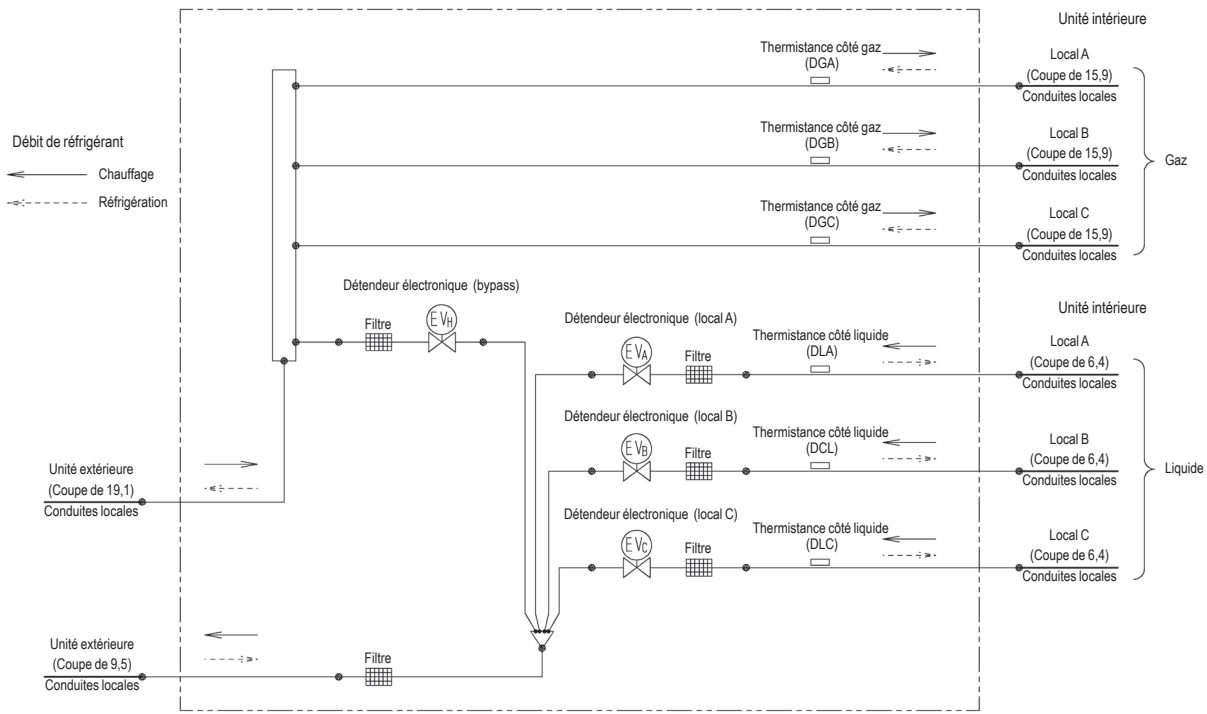 Débit de réfrigérant
Chauffage
Réfrigération
Unité intérieure
Thermistance côté gaz
(DGA)
Local A
(Coupe de 15,9)
Conduites locales
Thermistance côté gaz
(DGB)
Local B
(Coupe de 15,9)
Conduites locales
Gaz
Thermistance côté gaz
(DGC)
Local C
(Coupe de 15,9)
Conduites locales
Détendeur électronique (bypass)
Filtre
EVH
Unité intérieure
Détendeur électronique (local A)
EVA
Filtre
Thermistance côté liquide
(DLA)
Local A
(Coupe de 6,4)
Conduites locales
Détendeur électronique (local B)
EVB
Filtre
Thermistance côté liquide
(DCL)
Local B
(Coupe de 6,4)
Conduites locales
Liquide
Détendeur électronique (local C)
EVC
Filtre
Thermistance côté liquide
(DLC)
Local C
(Coupe de 6,4)
Conduites locales
Unité extérieure
(Coupe de 19,1)
Conduites locales
Unité extérieure
(Coupe de 9,5)
Conduites locales
Filtre